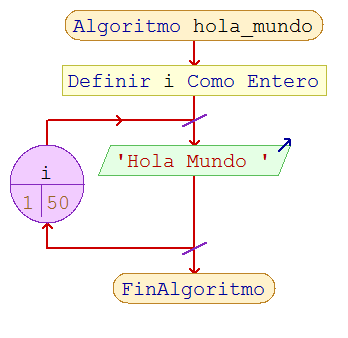 Algoritmo hola_mundo
Definir i Como Entero
'Hola Mundo '
i
1 50
FinAlgoritmo